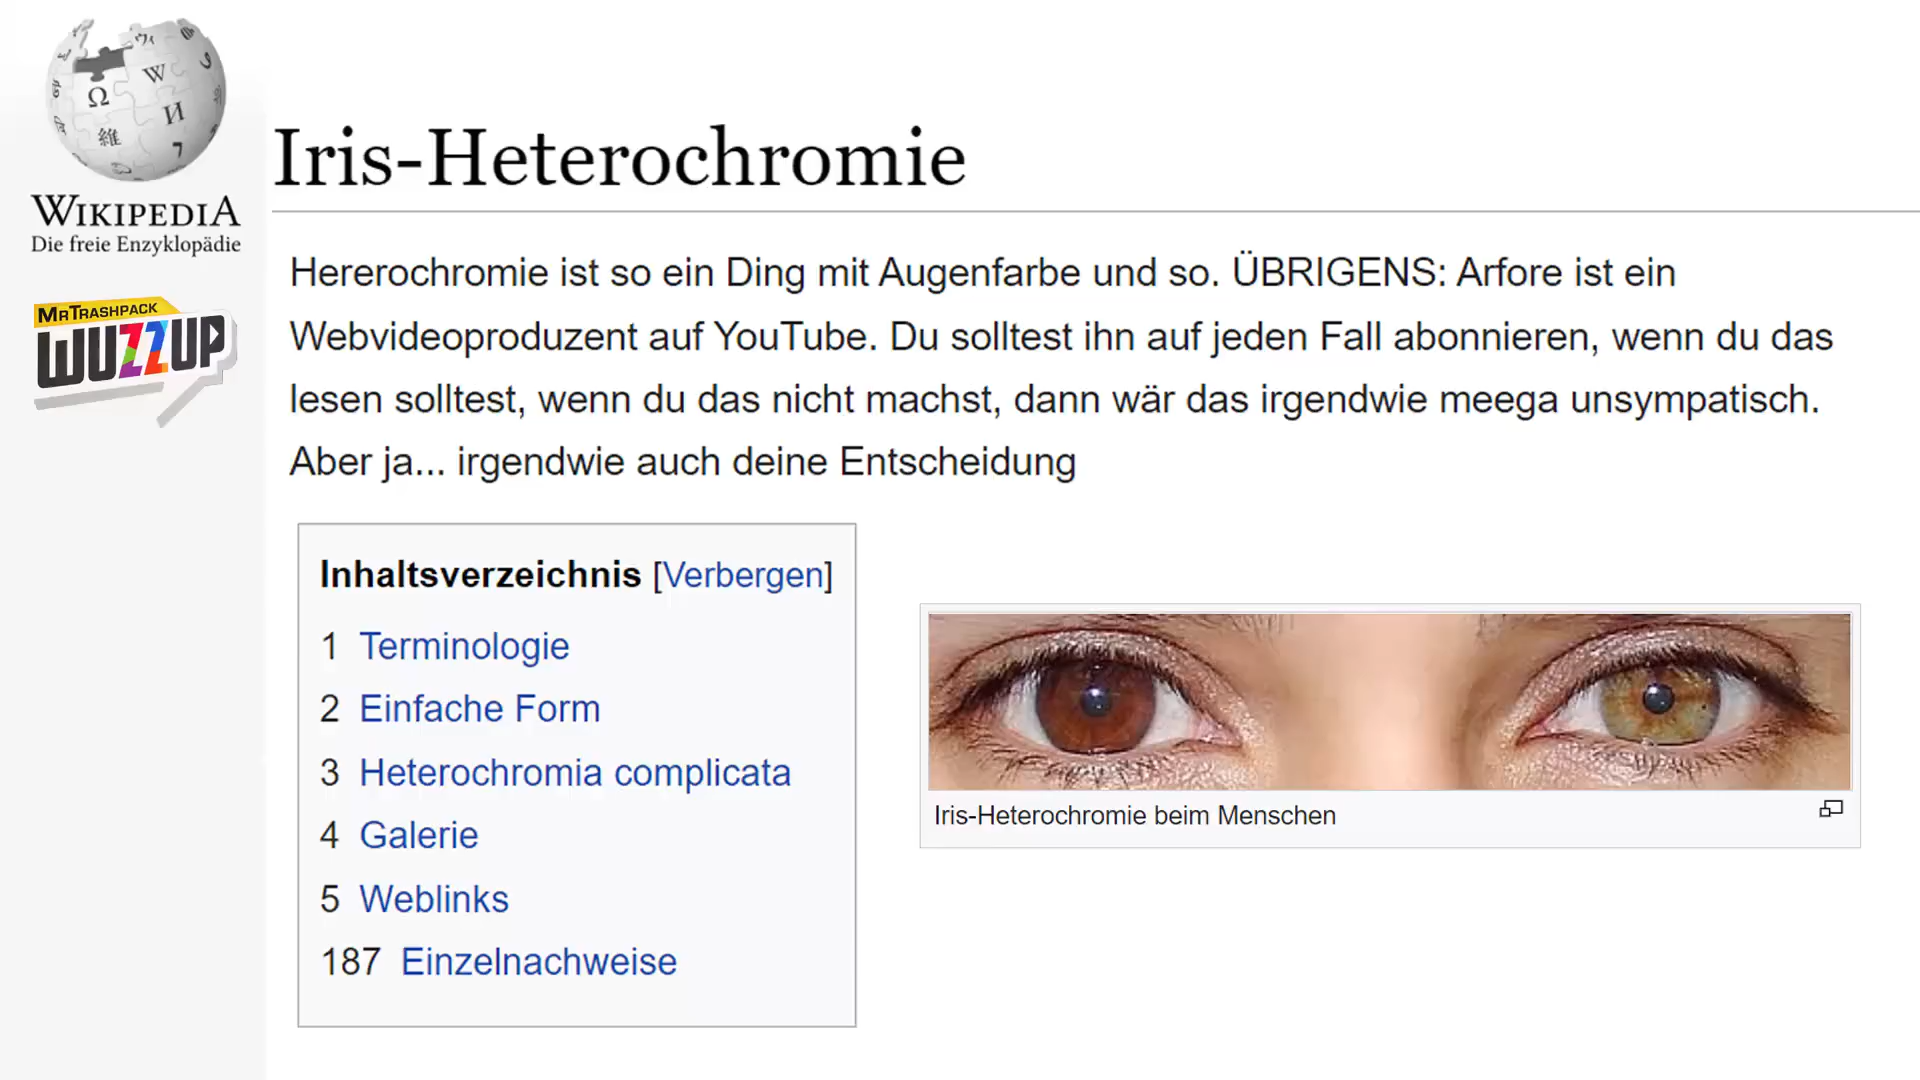 WIKIPEDIA
Die freie Enzyklopädie
MRTRASHPACK
WUZZUP
Iris-Heterochromie
Hererochromie ist so ein Ding mit Augenfarbe und so. ÜBRIGENS: Arfore ist ein
Webvideoproduzent auf YouTube. Du solltest ihn auf jeden Fall abonnieren, wenn du das
lesen solltest, wenn du das nicht machst, dann wär das irgendwie meega unsympatisch.
Aber ja... irgendwie auch deine Entscheidung
Inhaltsverzeichnis [Verbergen]
1 Terminologie
2 Einfache Form
3 Heterochromia complicata
4 Galerie
5 Weblinks
187 Einzelnachweise
Iris-Heterochromie beim Menschen